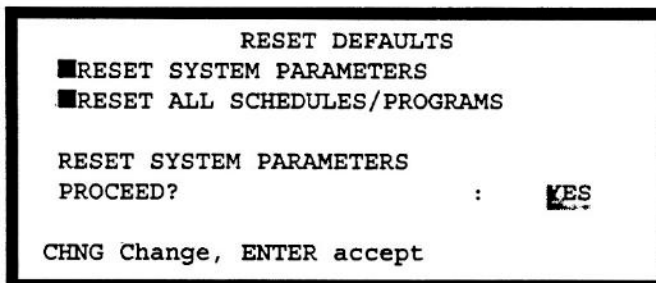 RESET DEFAULTS
■RESET SYSTEM PARAMETERS
■RESET ALL SCHEDULES/PROGRAMS
RESET SYSTEM PARAMETERS
PROCEED? : YES
CHNG Change, ENTER accept